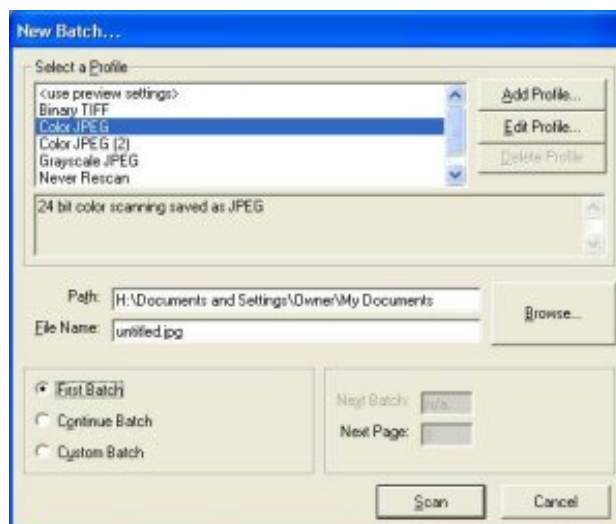 New Batch...
Select a Profile
<use preview settings>
Binary TIFF
Color JPEG
Color JPEG (2)
Grayscale JPEG
Never Rescan
Add Profile...
Edit Profile...
Delete Profile
24 bit color scanning saved as JPEG
Path: H:\Documents and Settings\Owner\My Documents
File Name: untitled.jpg
Browse...
First Batch
Continue Batch
Custom Batch
Next Batch: n/a
Next Page: 1
Scan
Cancel